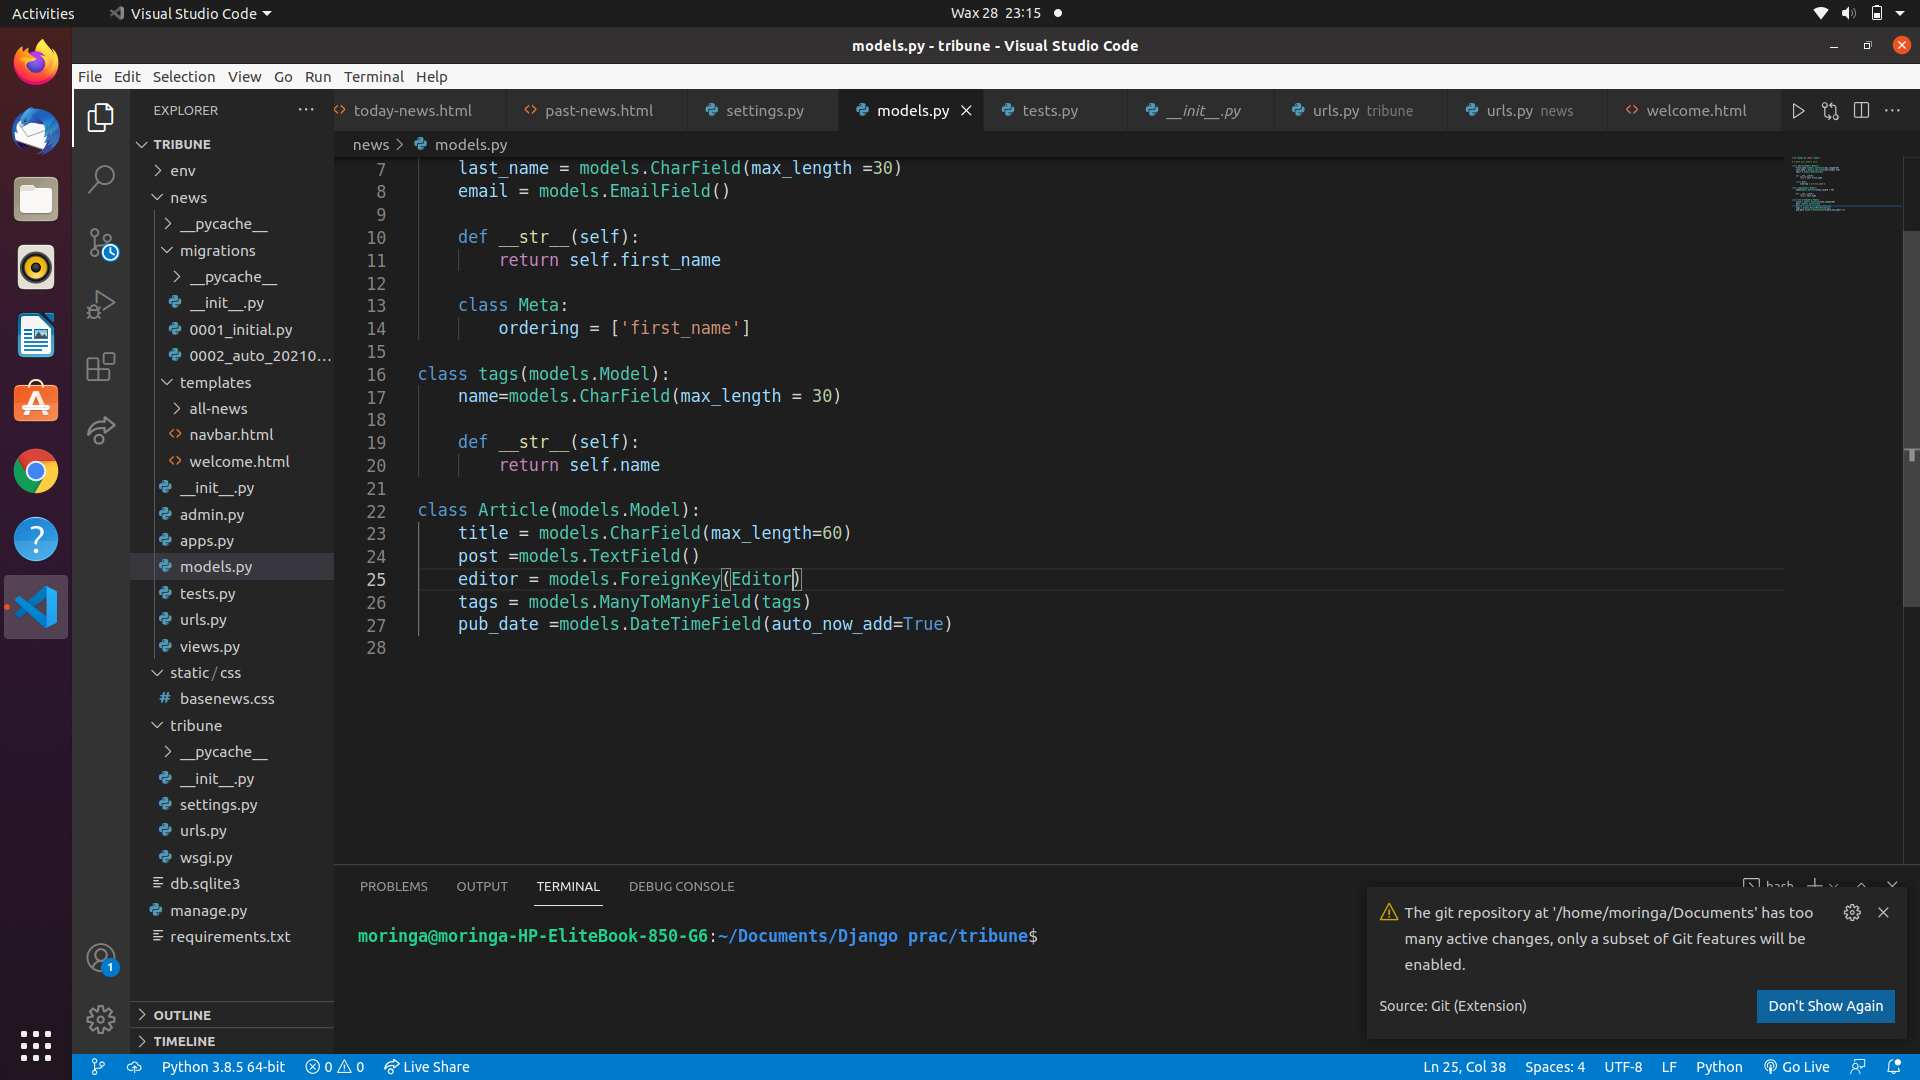 Activities
Visual Studio Code
Wax 28 23:15
models.py - tribune - Visual Studio Code
File Edit Selection View Go Run Terminal Help
EXPLORER
today-news.html
past-news.html
settings.py
models.py
tests.py
__init__.py
urls.py tribune
urls.py news
welcome.html
news > models.py
TRIBUNE
env
news
__pycache__
migrations
__pycache__
__init__.py
0001_initial.py
0002_auto_20210...
templates
all-news
navbar.html
welcome.html
__init__.py
admin.py
apps.py
models.py
tests.py
urls.py
views.py
static/css
basenews.css
tribune
__pycache__
__init__.py
settings.py
urls.py
wsgi.py
db.sqlite3
manage.py
requirements.txt
OUTLINE
TIMELINE
7 last_name = models.CharField(max_length =30)
8 email = models.EmailField()
9
10 def __str__(self):
11 return self.first_name
12
13 class Meta:
14 ordering = ['first_name']
15
16 class tags(models.Model):
17 name=models.CharField(max_length = 30)
18
19 def __str__(self):
20 return self.name
21
22 class Article(models.Model):
23 title = models.CharField(max_length=60)
24 post =models.TextField()
25 editor = models.ForeignKey(Editor)
26 tags = models.ManyToManyField(tags)
27 pub_date =models.DateTimeField(auto_now_add=True)
28
PROBLEMS OUTPUT TERMINAL DEBUG CONSOLE
bash
moringa@moringa-HP-EliteBook-850-G6:~/Documents/Django prac/tribune$
The git repository at '/home/moringa/Documents' has too
many active changes, only a subset of Git features will be
enabled.
Source: Git (Extension)
Don't Show Again
1
Python 3.8.5 64-bit
0
0
Live Share
Ln 25, Col 38
Spaces: 4
UTF-8
LF
Python
Go Live